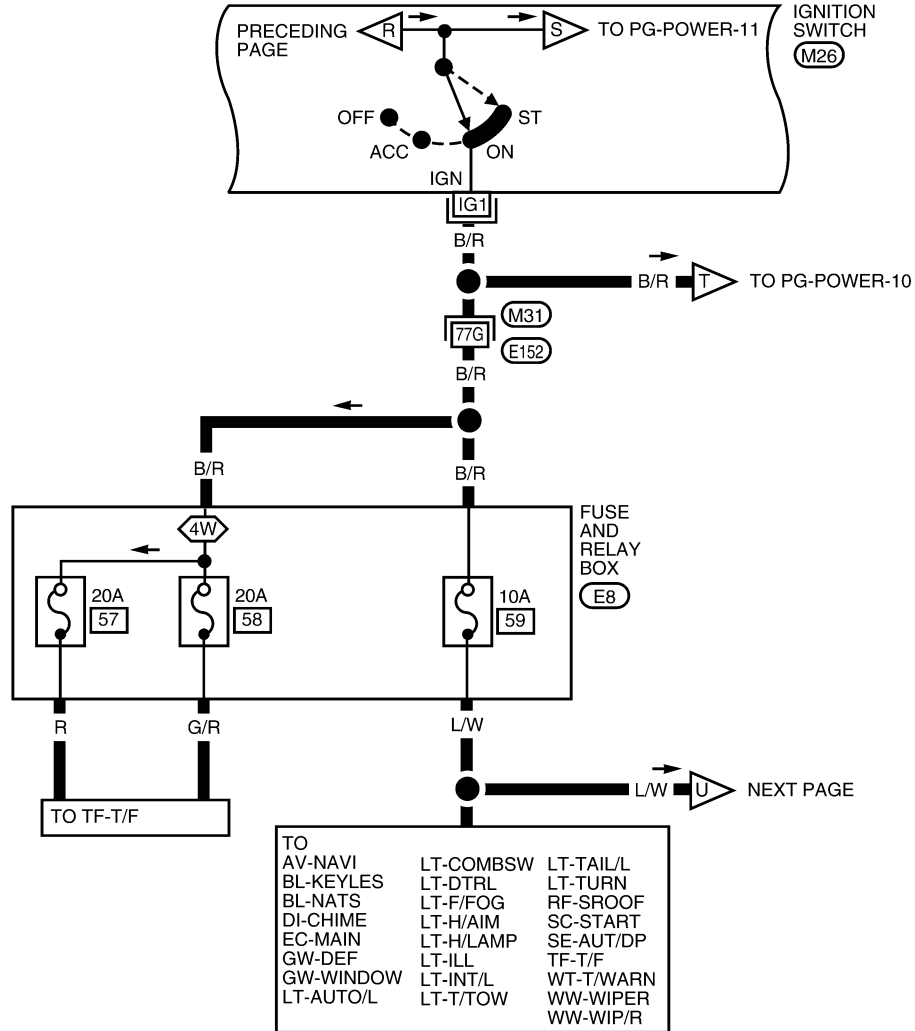 PRECEDING
PAGE
R
S
TO PG-POWER-11
IGNITION
SWITCH
M26
OFF
ST
ACC
ON
IGN
IG1
B/R
B/R
T
TO PG-POWER-10
M31
77G
E152
B/R
B/R
B/R
FUSE
AND
RELAY
BOX
E8
4W
20A
57
20A
58
10A
59
R
G/R
L/W
L/W
U
NEXT PAGE
TO TF-T/F
TO
AV-NAVI
BL-KEYLES
BL-NATS
DI-CHIME
EC-MAIN
GW-DEF
GW-WINDOW
LT-AUTO/L
LT-COMBSW
LT-DTRL
LT-F/FOG
LT-H/AIM
LT-H/LAMP
LT-ILL
LT-INT/L
LT-T/TOW
LT-TAIL/L
LT-TURN
RF-SROOF
SC-START
SE-AUT/DP
TF-T/F
WT-T/WARN
WW-WIPER
WW-WIP/R